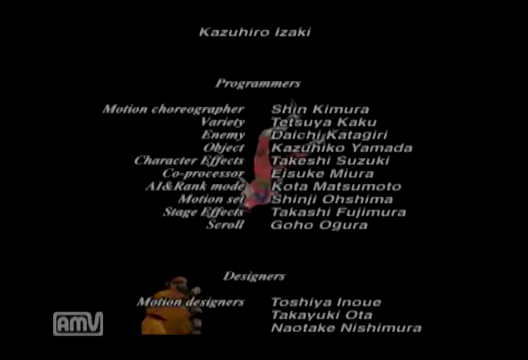 Kazuhiro Izaki
Programmers
Motion choreographer Shin Kimura
Variety Tetsuya Kaku
Enemy Daichi Katagiri
Object Kazuhiko Yamada
Character Effects Takeshi Suzuki
Co-processor Eisuke Miura
AI&Rank mode Kota Matsumoto
Motion set Shinji Ohshima
Stage Effects Takashi Fujimura
Scroll Goho Ogura
Designers
Motion designers Toshiya Inoue
Takayuki Ota
Naotake Nishimura
AMV